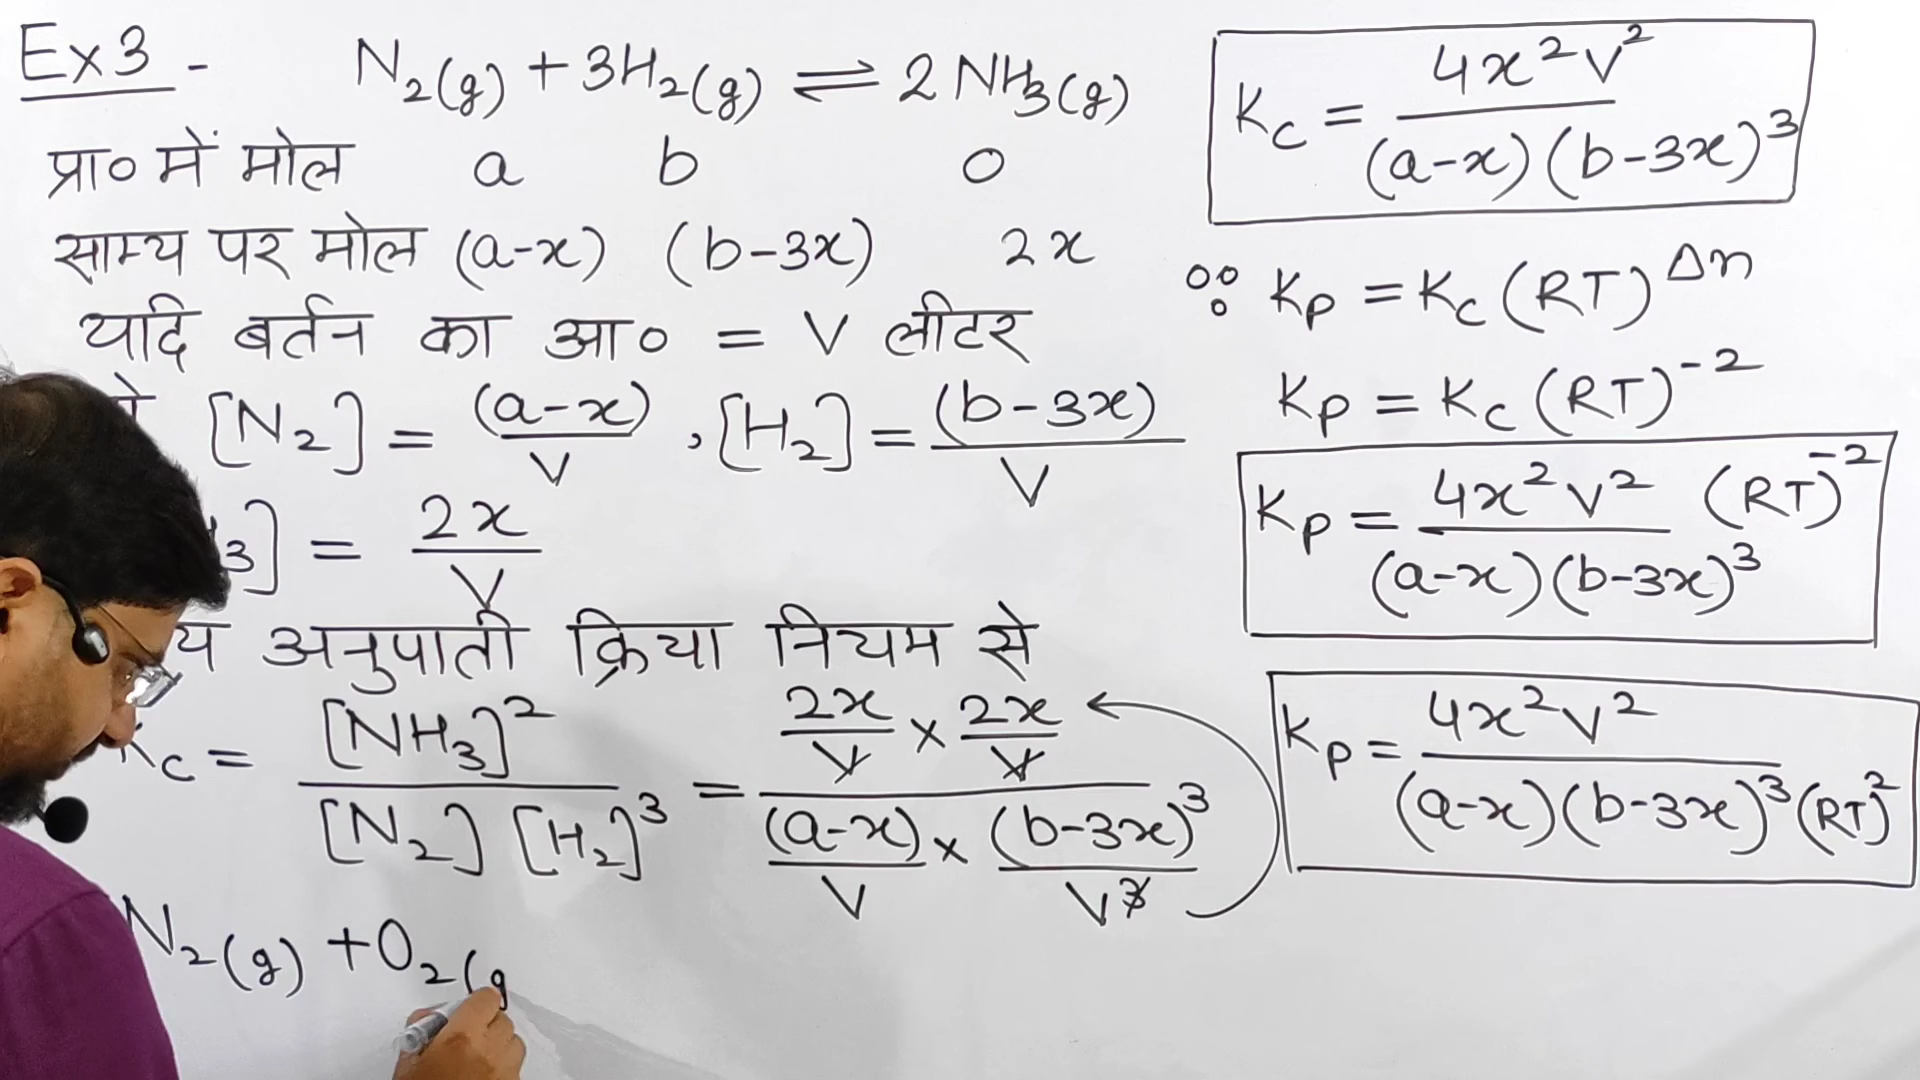 Ex3 - N₂(g) + 3H₂(g) ⇌ 2NH₃(g)
प्रा० में मोल a b 0
साम्य पर मोल (a-x) (b-3x) 2x
यदि बर्तन का आ० = V लीटर
[N₂] = (a-x)/V , [H₂] = (b-3x)/V
₃] = 2x/V
य अनुपाती क्रिया नियम से
Kc = [NH₃]²/[N₂] [H₂]³ = (2x/V × 2x/V)/((a-x)/V × (b-3x)³/V³)
N₂(g) + O₂(g
Kc = 4x²V²/(a-x)(b-3x)³
∵ Kp = Kc (RT)^Δn
Kp = Kc (RT)⁻²
Kp = 4x²V²/(a-x)(b-3x)³ (RT)⁻²
Kp = 4x²V²/(a-x)(b-3x)³(RT)²